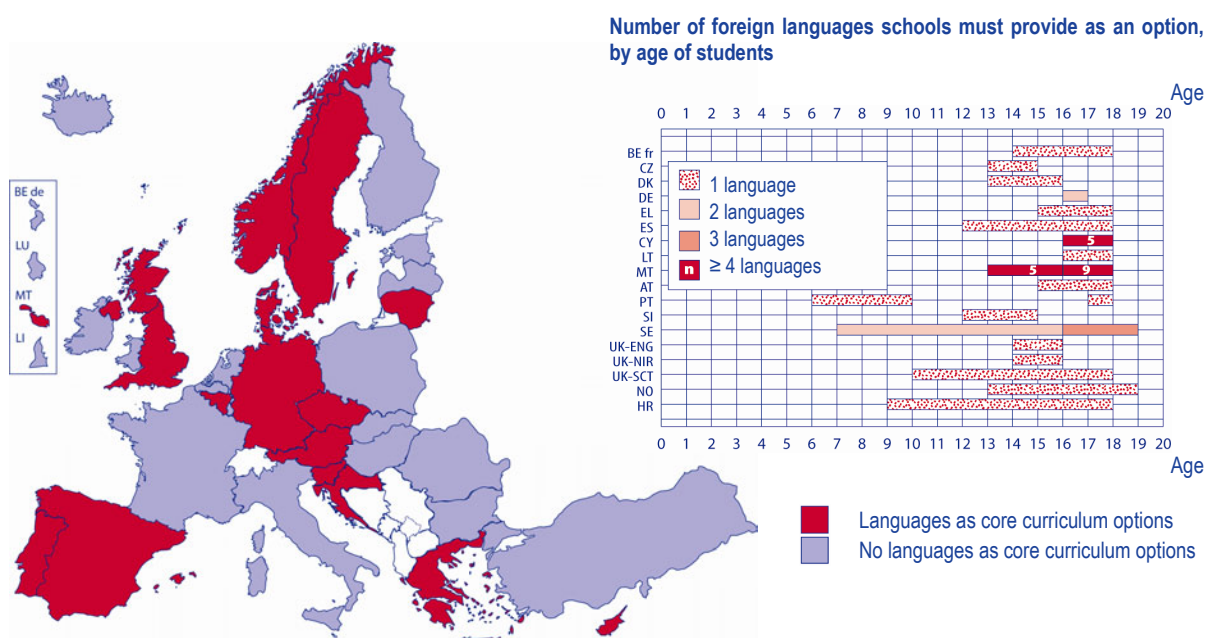 Number of foreign languages schools must provide as an option,
by age of students
Age
0 1 2 3 4 5 6 7 8 9 10 11 12 13 14 15 16 17 18 19 20
BE fr
CZ
DK
DE
EL
ES
CY 5
LT
MT 5 9
AT
PT
SI
SE
UK-ENG
UK-NIR
UK-SCT
NO
HR
1 language
2 languages
3 languages
n ≥ 4 languages
0 1 2 3 4 5 6 7 8 9 10 11 12 13 14 15 16 17 18 19 20
Age
BE de
LU
MT
LI
Languages as core curriculum options
No languages as core curriculum options